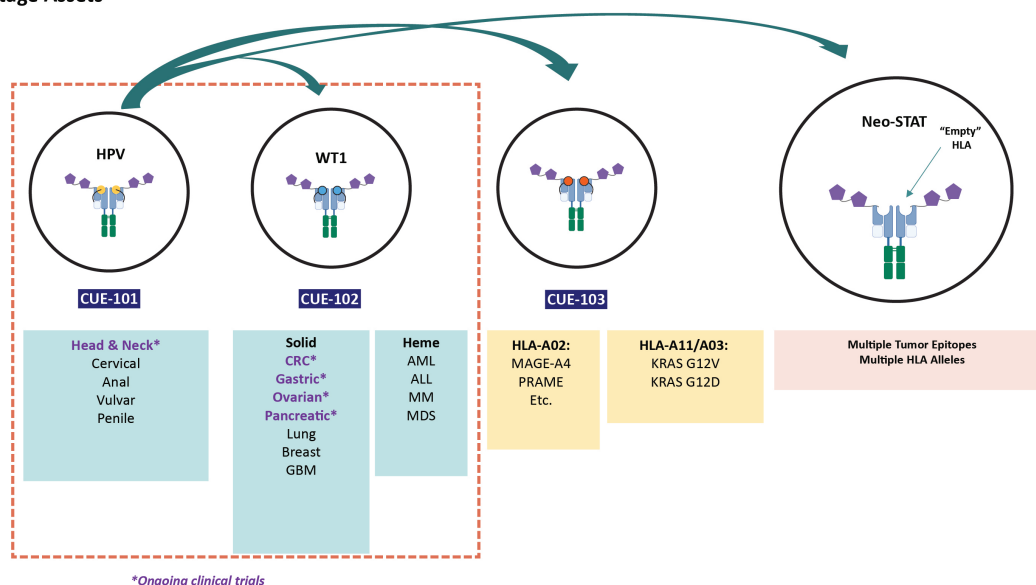 HPV
WT1
Neo-STAT
“Empty”
HLA
CUE-101
CUE-102
CUE-103
Head & Neck*
Cervical
Anal
Vulvar
Penile
Solid
CRC*
Gastric*
Ovarian*
Pancreatic*
Lung
Breast
GBM
Heme
AML
ALL
MM
MDS
HLA-A02:
MAGE-A4
PRAME
Etc.
HLA-A11/A03:
KRAS G12V
KRAS G12D
Multiple Tumor Epitopes
Multiple HLA Alleles
*Ongoing clinical trials